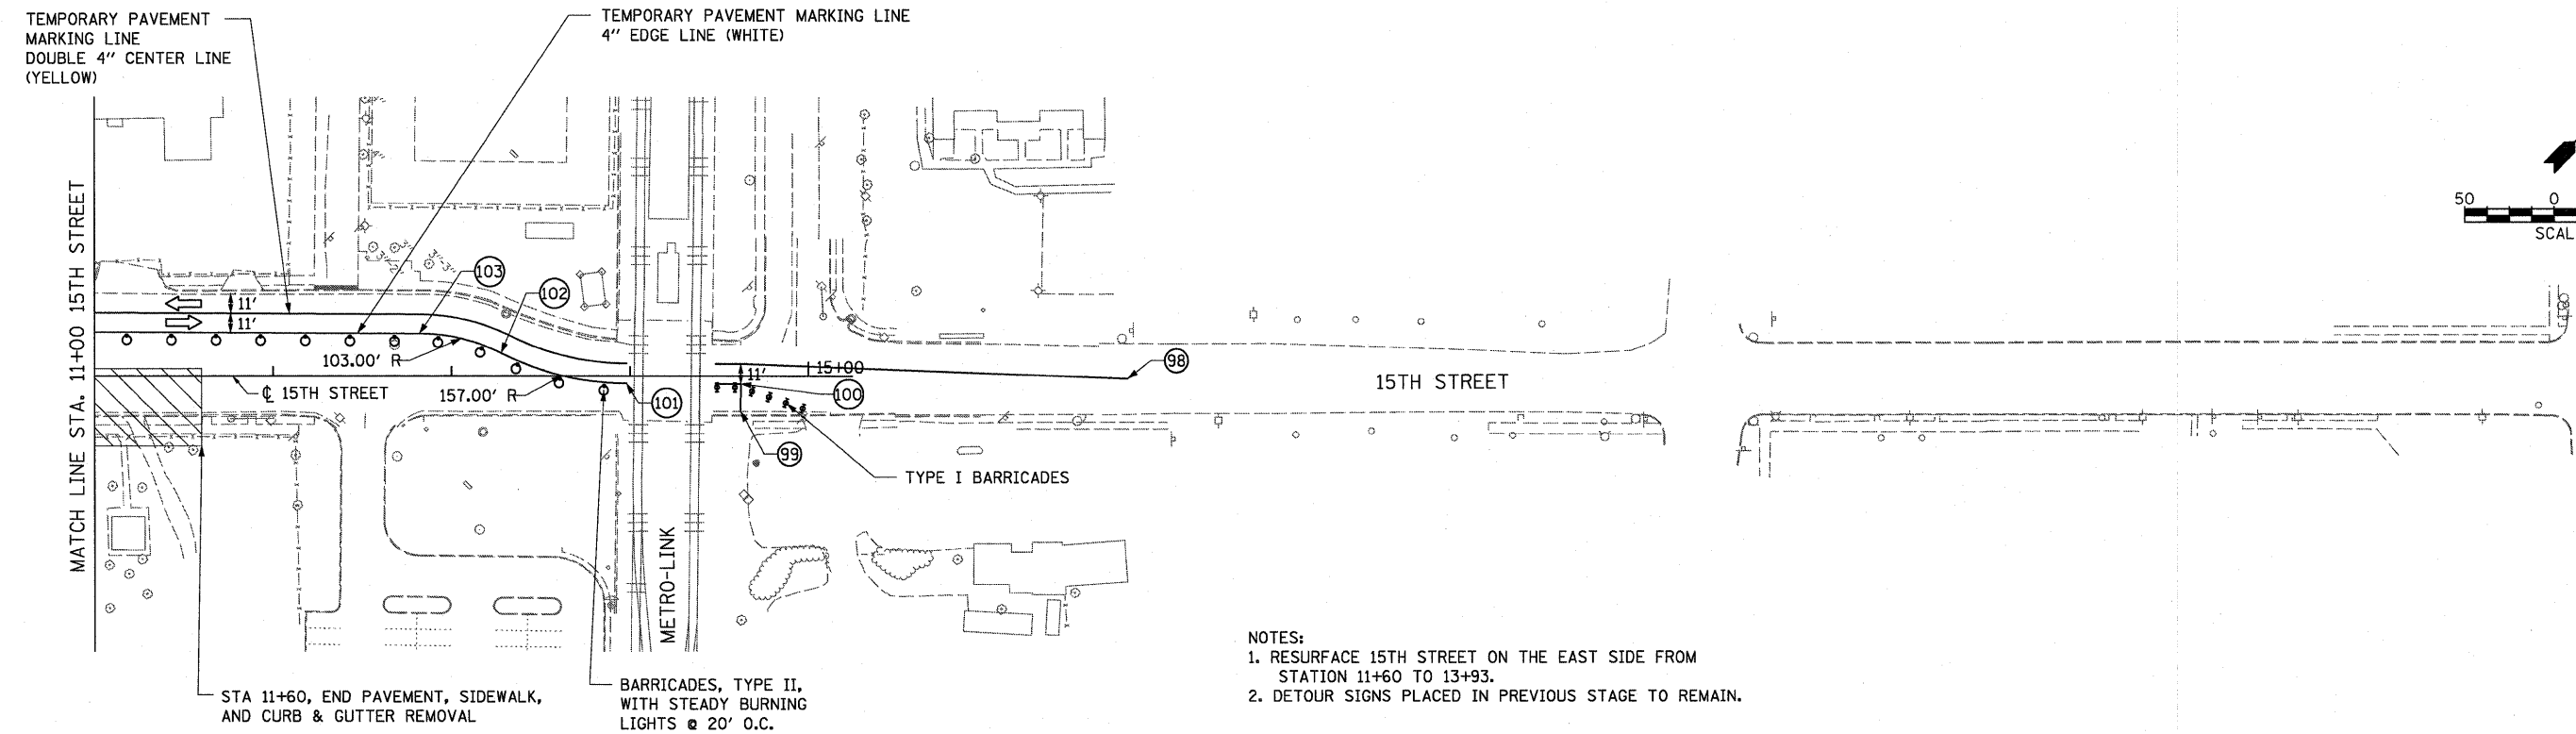 TEMPORARY PAVEMENT
MARKING LINE
DOUBLE 4" CENTER LINE
(YELLOW)
TEMPORARY PAVEMENT MARKING LINE
4" EDGE LINE (WHITE)
MATCH LINE STA. 11+00 15TH STREET
11'
11'
103
102
103.00' R
157.00' R
℄ 15TH STREET
101
11'
15+00
100
99
98
15TH STREET
TYPE I BARRICADES
METRO-LINK
50
0
SCAL
STA 11+60, END PAVEMENT, SIDEWALK,
AND CURB & GUTTER REMOVAL
BARRICADES, TYPE II,
WITH STEADY BURNING
LIGHTS @ 20' O.C.
NOTES:
1. RESURFACE 15TH STREET ON THE EAST SIDE FROM
STATION 11+60 TO 13+93.
2. DETOUR SIGNS PLACED IN PREVIOUS STAGE TO REMAIN.